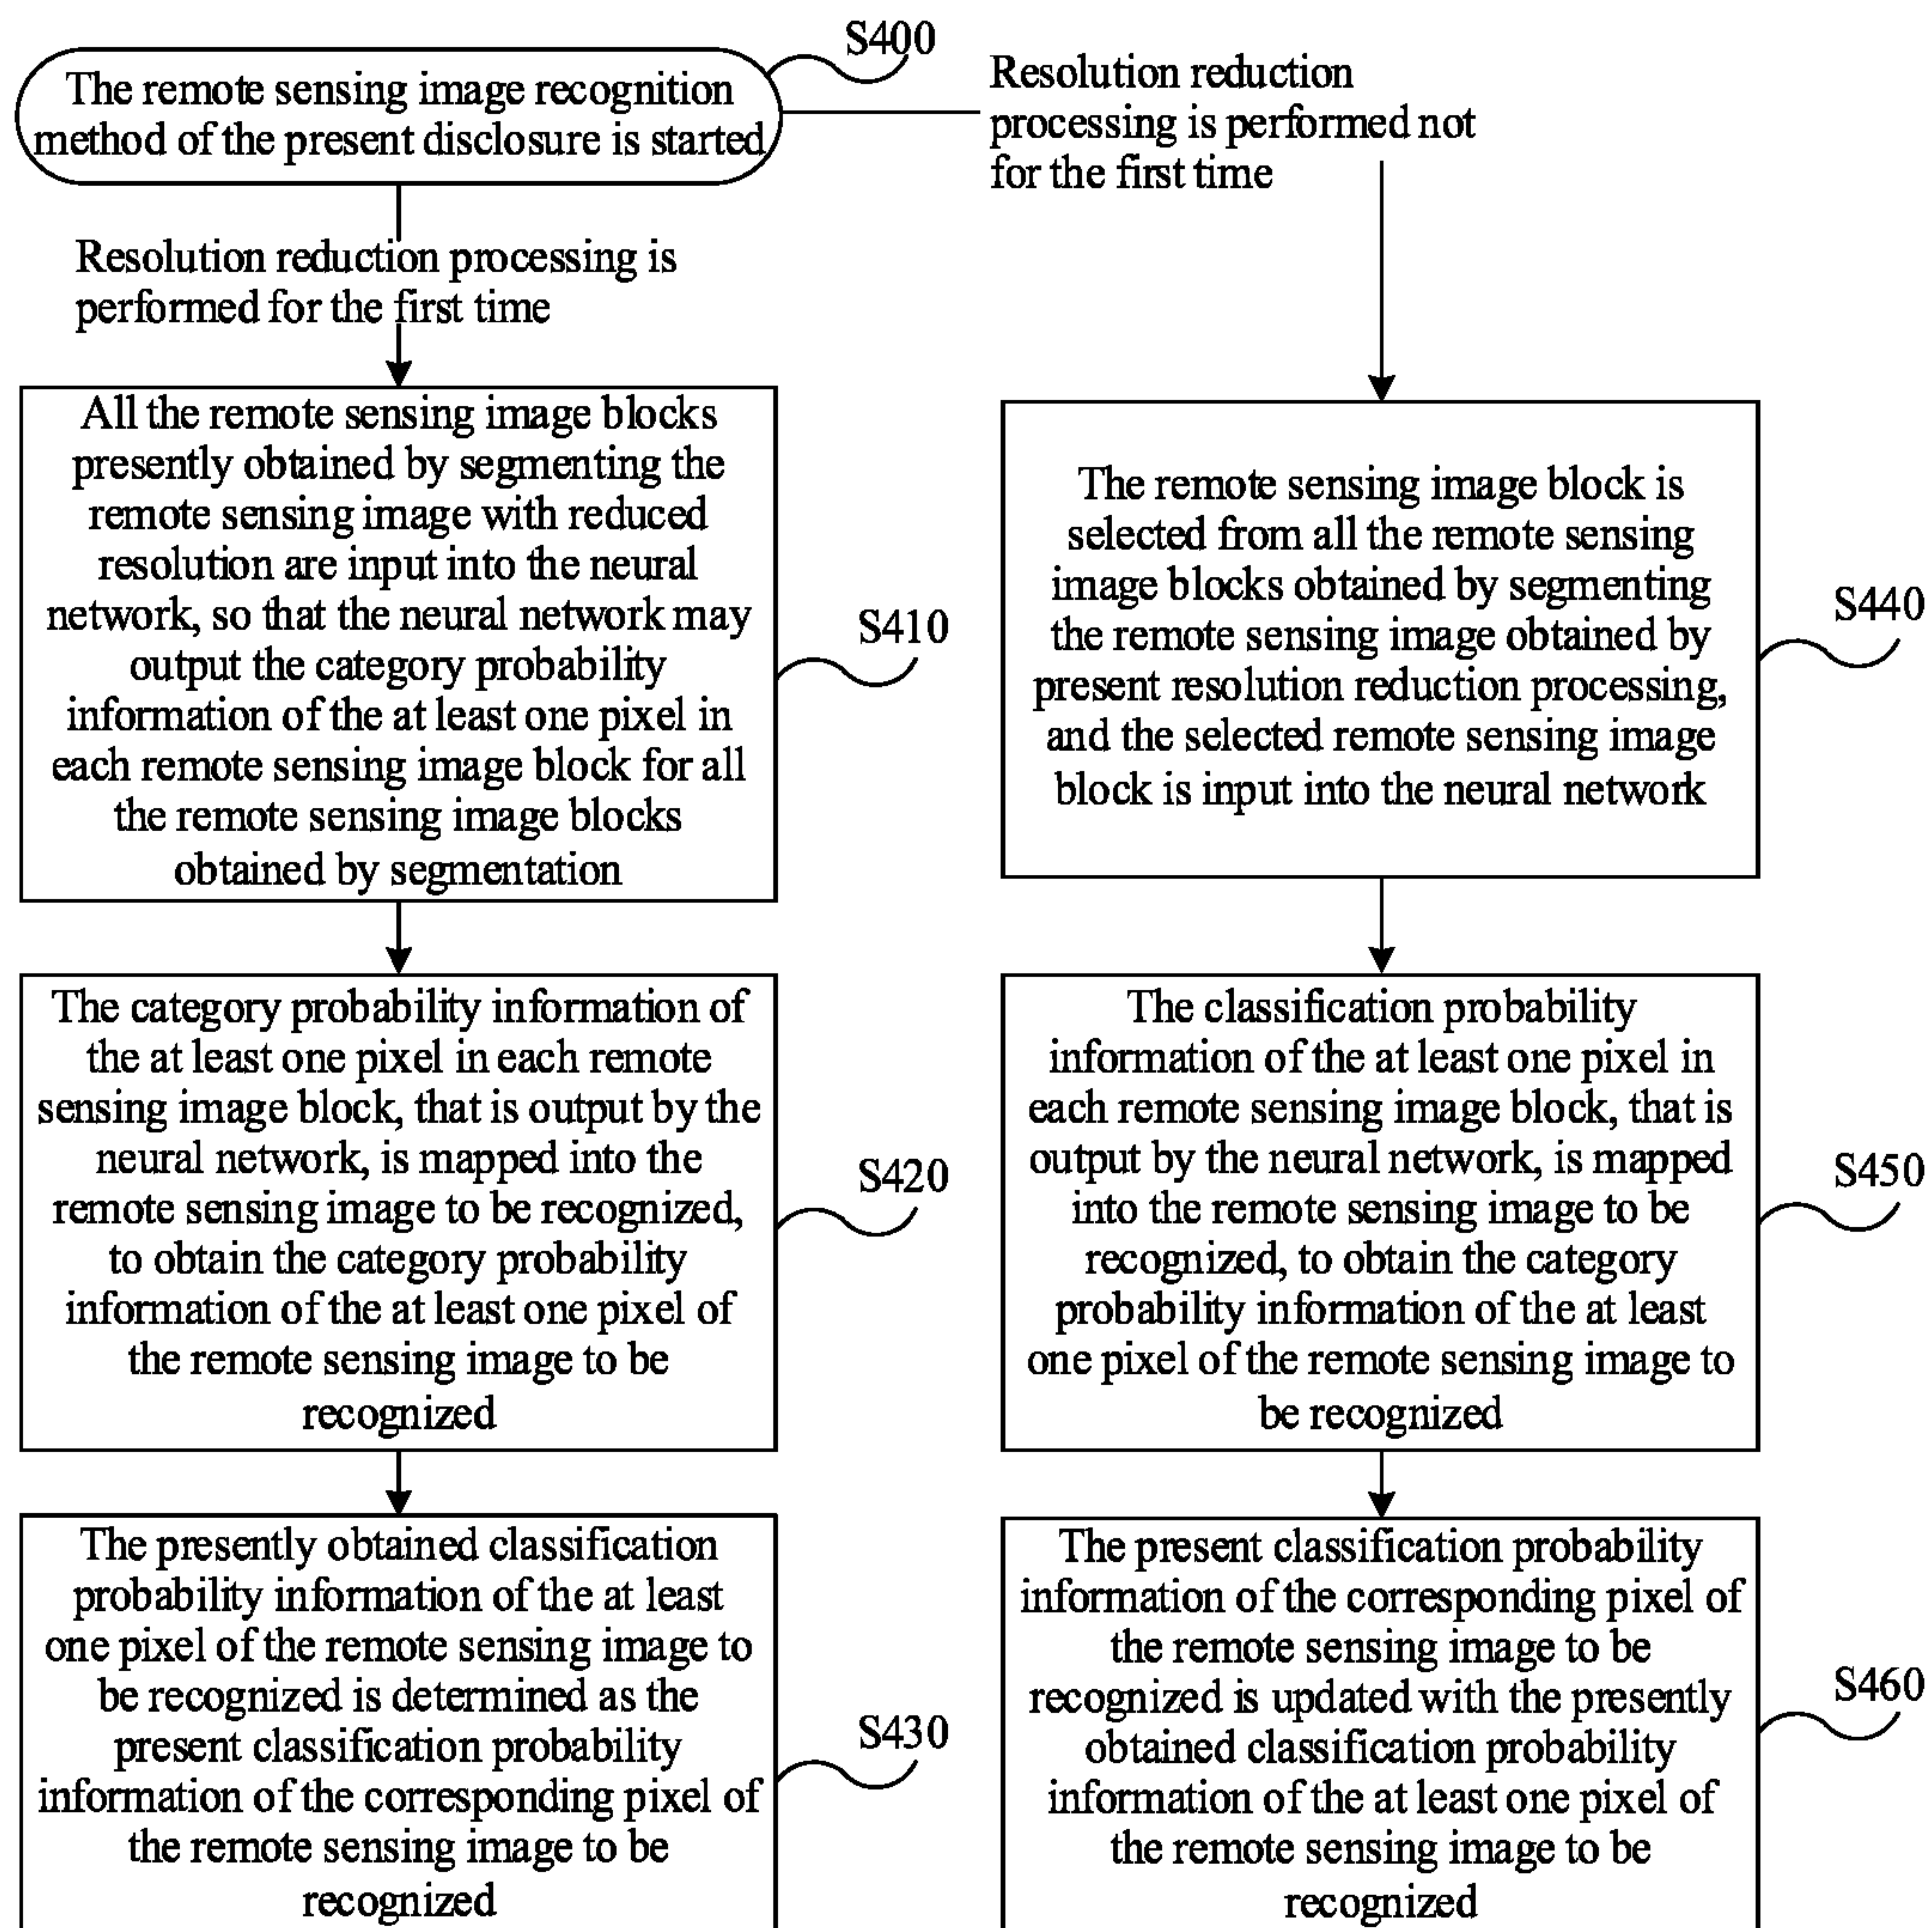 S400
The remote sensing image recognition
method of the present disclosure is started
Resolution reduction
processing is performed not
for the first time
Resolution reduction processing is
performed for the first time
All the remote sensing image blocks
presently obtained by segmenting the
remote sensing image with reduced
resolution are input into the neural
network, so that the neural network may
output the category probability
information of the at least one pixel in
each remote sensing image block for all
the remote sensing image blocks
obtained by segmentation
S410
The remote sensing image block is
selected from all the remote sensing
image blocks obtained by segmenting
the remote sensing image obtained by
present resolution reduction processing,
and the selected remote sensing image
block is input into the neural network
S440
The category probability information of
the at least one pixel in each remote
sensing image block, that is output by the
neural network, is mapped into the
remote sensing image to be recognized,
to obtain the category probability
information of the at least one pixel of
the remote sensing image to be
recognized
S420
The classification probability
information of the at least one pixel in
each remote sensing image block, that is
output by the neural network, is mapped
into the remote sensing image to be
recognized, to obtain the category
probability information of the at least
one pixel of the remote sensing image to
be recognized
S450
The presently obtained classification
probability information of the at least
one pixel of the remote sensing image to
be recognized is determined as the
present classification probability
information of the corresponding pixel of
the remote sensing image to be
recognized
S430
The present classification probability
information of the corresponding pixel of
the remote sensing image to be
recognized is updated with the presently
obtained classification probability
information of the at least one pixel of
the remote sensing image to be
recognized
S460